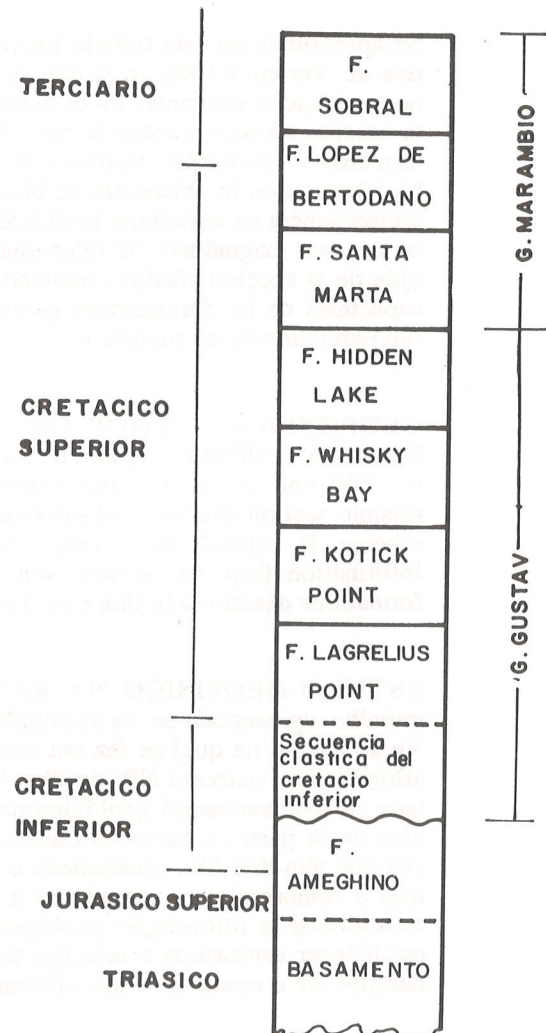 TERCIARIO
CRETACICO
SUPERIOR
CRETACICO
INFERIOR
JURASICO SUPERIOR
TRIASICO
F.
SOBRAL
F. LOPEZ DE
BERTODANO
F. SANTA
MARTA
F. HIDDEN
LAKE
F. WHISKY
BAY
F. KOTICK
POINT
F. LAGRELIUS
POINT
Secuencia
clastica del
cretacio
inferior
F.
AMEGHINO
BASAMENTO
G. MARAMBIO
G. GUSTAV